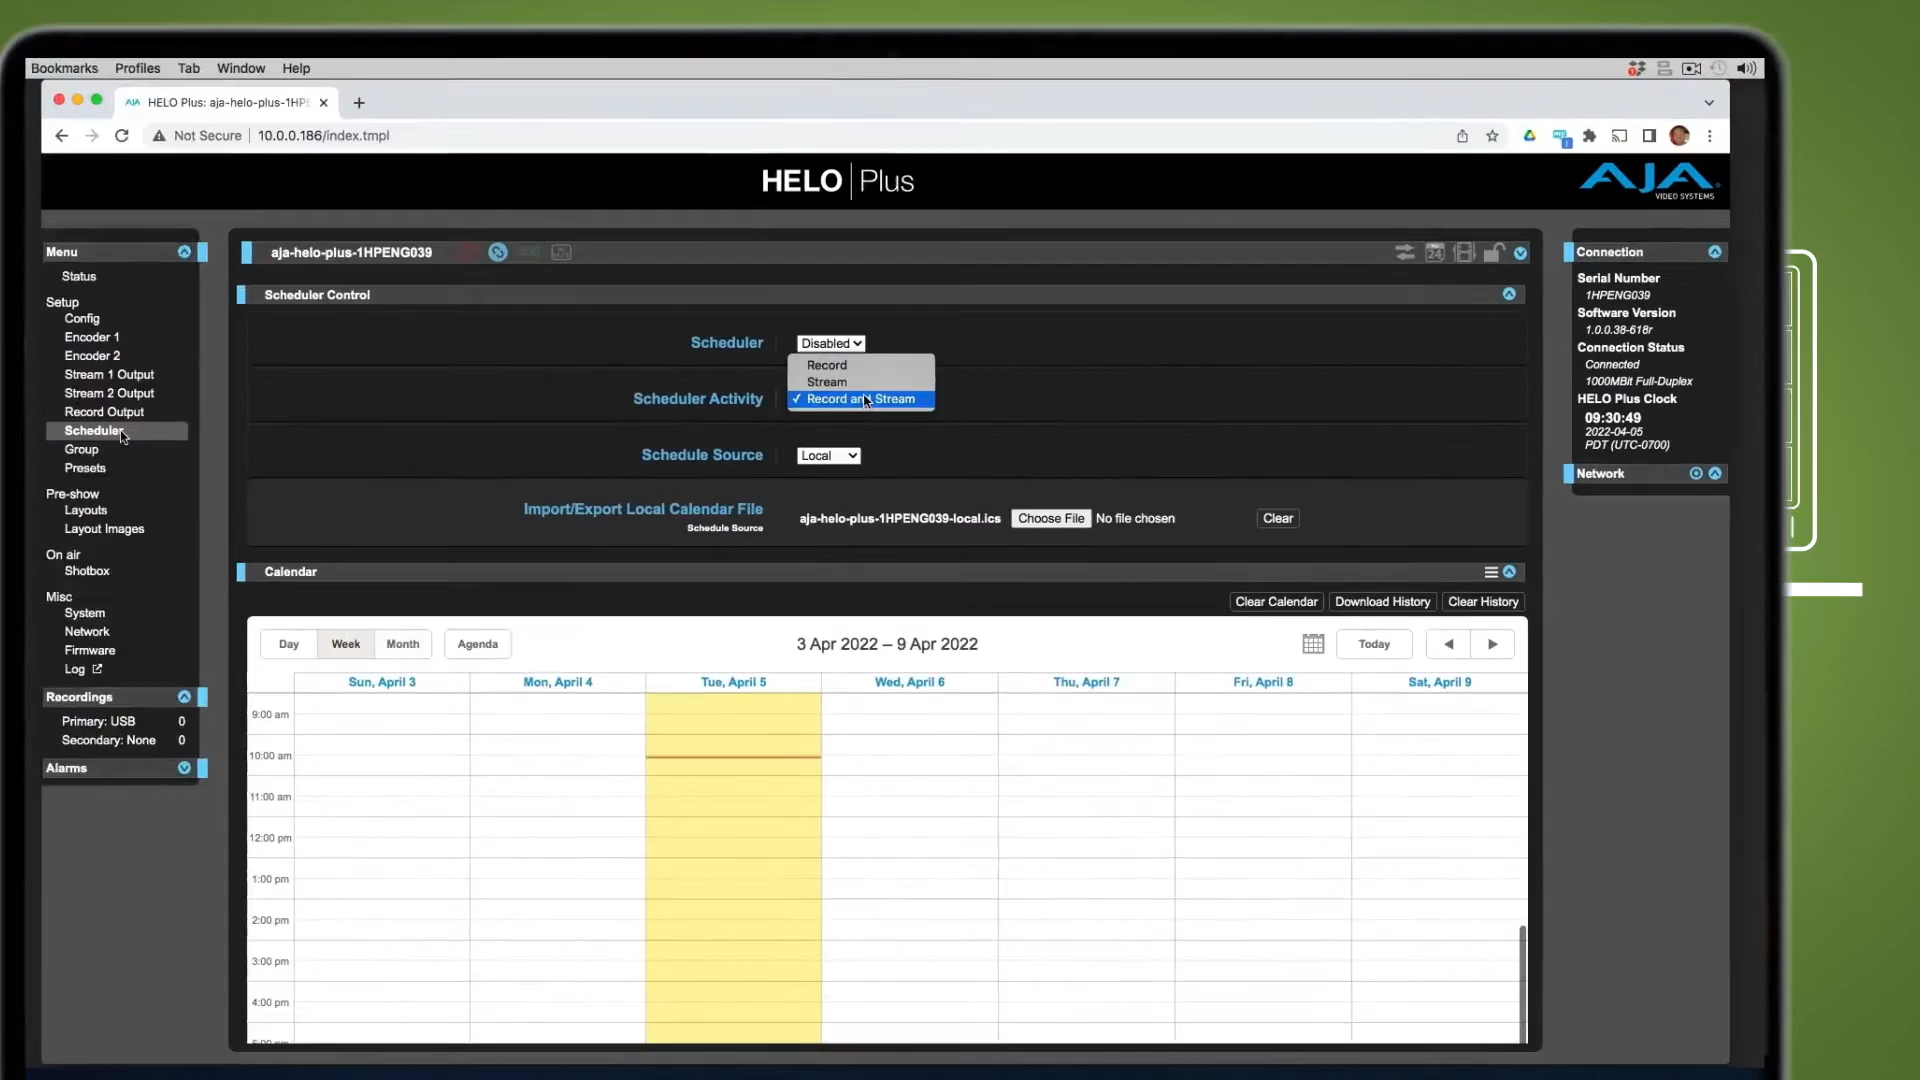 Bookmarks Profiles Tab Window Help
AJA HELO Plus: aja-helo-plus-1HPE
Not Secure 10.0.0.186/index.tmpl
HELO | Plus
AJA
VIDEO SYSTEMS
Menu
Status
Setup
Config
Encoder 1
Encoder 2
Stream 1 Output
Stream 2 Output
Record Output
Scheduler
Group
Presets
Pre-show
Layouts
Layout Images
On air
Shotbox
Misc
System
Network
Firmware
Log
Recordings
Primary: USB 0
Secondary: None 0
Alarms
aja-helo-plus-1HPENG039
24
Scheduler Control
Scheduler Disabled
Record
Stream
Scheduler Activity ✓ Record and Stream
Schedule Source Local
Import/Export Local Calendar File
Schedule Source
aja-helo-plus-1HPENG039-local.ics Choose File No file chosen Clear
Calendar
Clear Calendar Download History Clear History
Day Week Month Agenda 3 Apr 2022 – 9 Apr 2022 Today
Sun, April 3 Mon, April 4 Tue, April 5 Wed, April 6 Thu, April 7 Fri, April 8 Sat, April 9
9:00 am
10:00 am
11:00 am
12:00 pm
1:00 pm
2:00 pm
3:00 pm
4:00 pm
5:00 pm
Connection
Serial Number
1HPENG039
Software Version
1.0.0.38-618r
Connection Status
Connected
1000MBit Full-Duplex
HELO Plus Clock
09:30:49
2022-04-05
PDT (UTC-0700)
Network